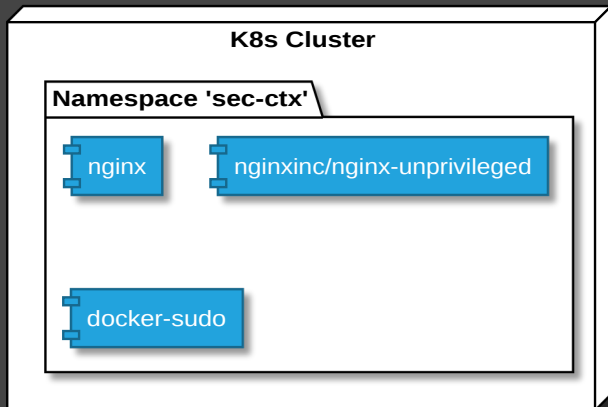 K8s Cluster
Namespace 'sec-ctx'
nginx
nginxinc/nginx-unprivileged
docker-sudo